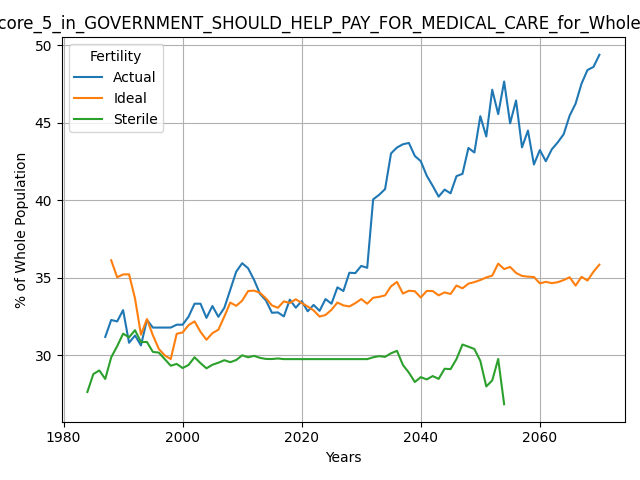 core_5_in_GOVERNMENT_SHOULD_HELP_PAY_FOR_MEDICAL_CARE_for_Whole
Fertility
Actual
Ideal
Sterile
50
45
40
35
30
% of Whole Population
1980
2000
2020
2040
2060
Years